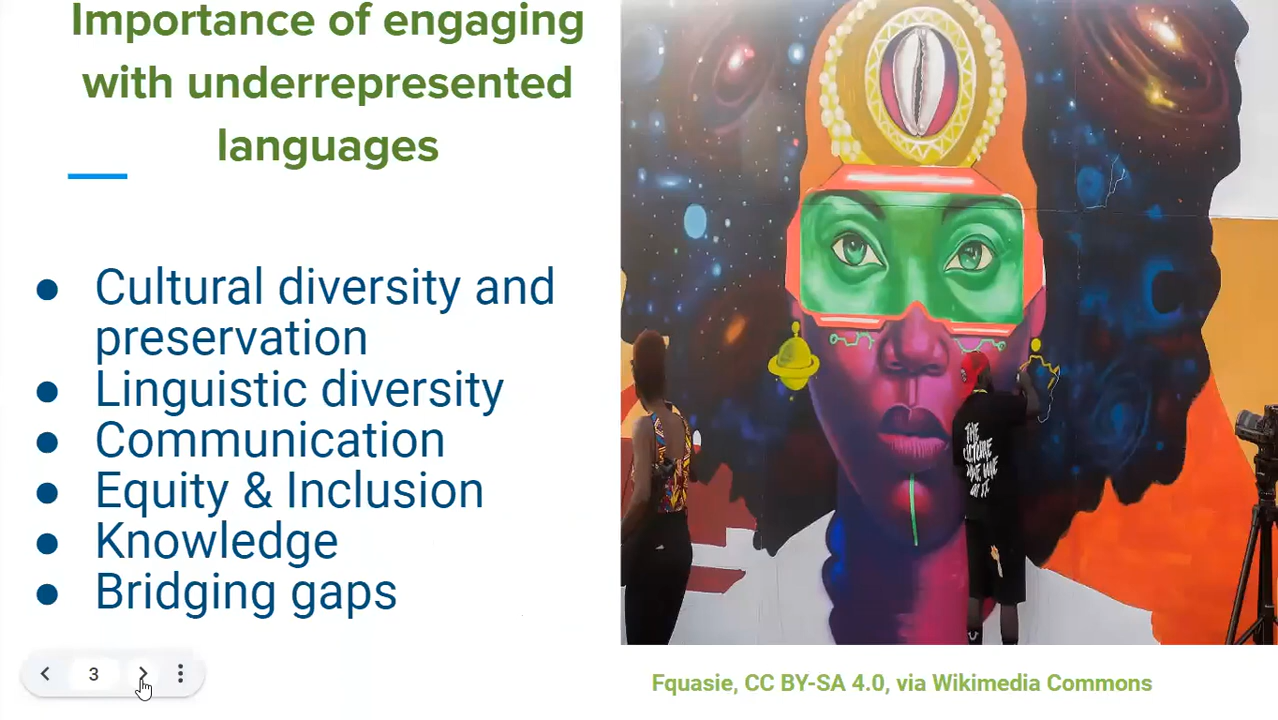 Importance of engaging
with underrepresented
languages
● Cultural diversity and
preservation
● Linguistic diversity
● Communication
● Equity & Inclusion
● Knowledge
● Bridging gaps
THE
3
Fquasie, CC BY-SA 4.0, via Wikimedia Commons